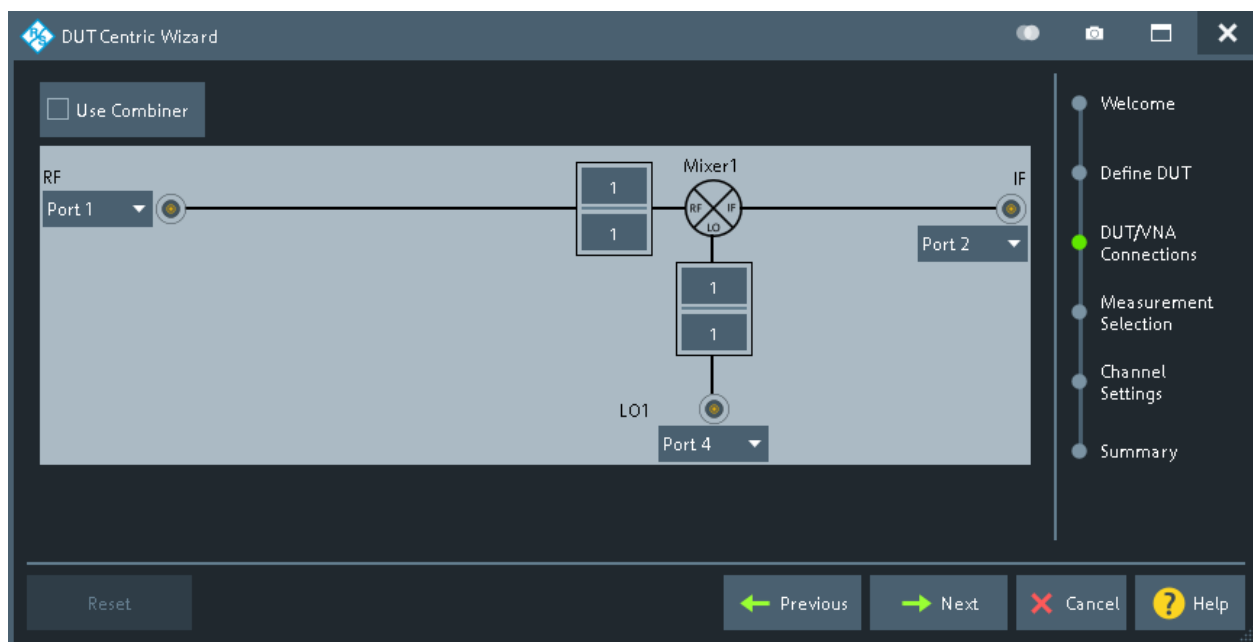 R&S DUT Centric Wizard
Use Combiner
RF
Port 1
1
1
Mixer1
RF IF
LO
IF
Port 2
1
1
LO1
Port 4
Welcome
Define DUT
DUT/VNA
Connections
Measurement
Selection
Channel
Settings
Summary
Reset
Previous
Next
Cancel
? Help